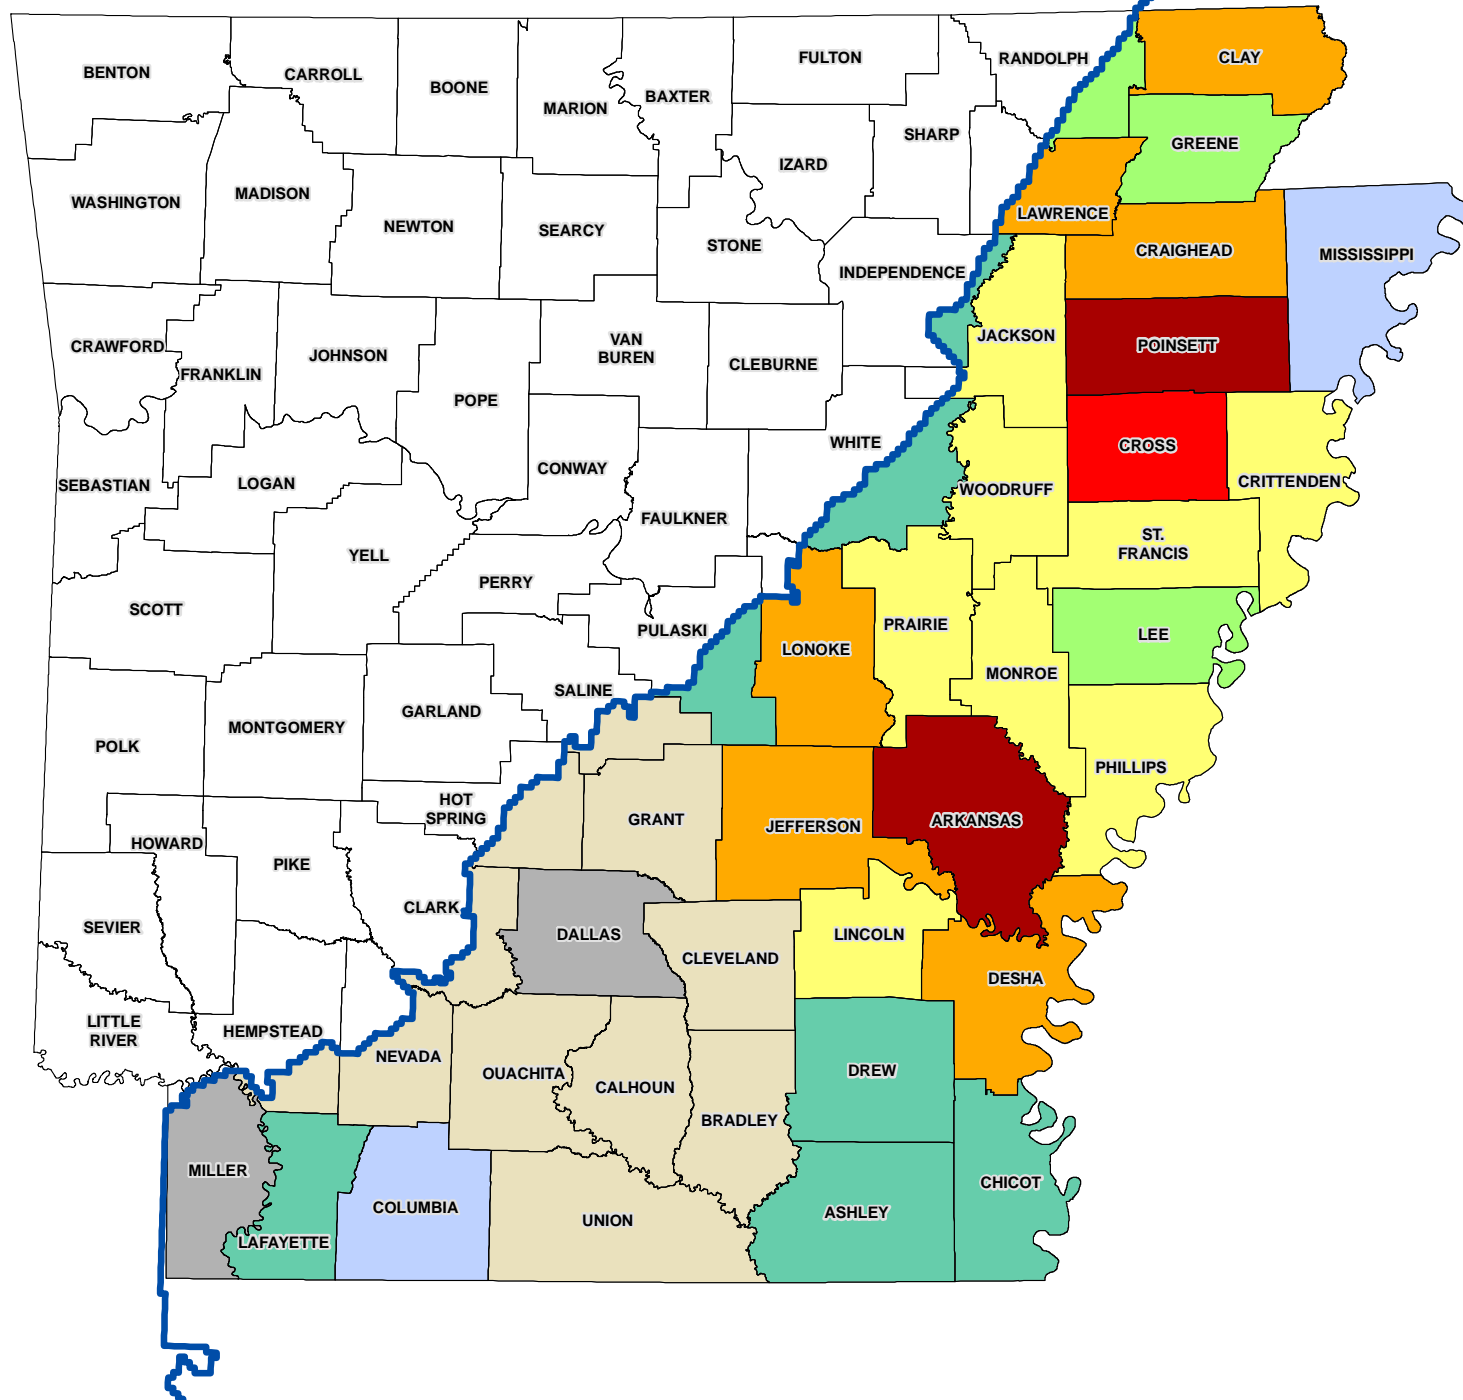 BENTON
CARROLL
BOONE
MARION
BAXTER
FULTON
RANDOLPH
CLAY
SHARP
IZARD
GREENE
WASHINGTON
MADISON
NEWTON
SEARCY
STONE
LAWRENCE
INDEPENDENCE
CRAIGHEAD
MISSISSIPPI
CRAWFORD
FRANKLIN
JOHNSON
POPE
VAN
BUREN
CLEBURNE
JACKSON
POINSETT
WHITE
CROSS
SEBASTIAN
LOGAN
CONWAY
FAULKNER
WOODRUFF
CRITTENDEN
YELL
PERRY
ST.
FRANCIS
SCOTT
PULASKI
LONOKE
PRAIRIE
LEE
MONROE
SALINE
GARLAND
MONTGOMERY
POLK
PHILLIPS
HOT
SPRING
GRANT
JEFFERSON
ARKANSAS
HOWARD
PIKE
CLARK
SEVIER
DALLAS
CLEVELAND
LINCOLN
DESHA
LITTLE
RIVER
HEMPSTEAD
NEVADA
OUACHITA
CALHOUN
BRADLEY
DREW
MILLER
LAFAYETTE
COLUMBIA
UNION
ASHLEY
CHICOT